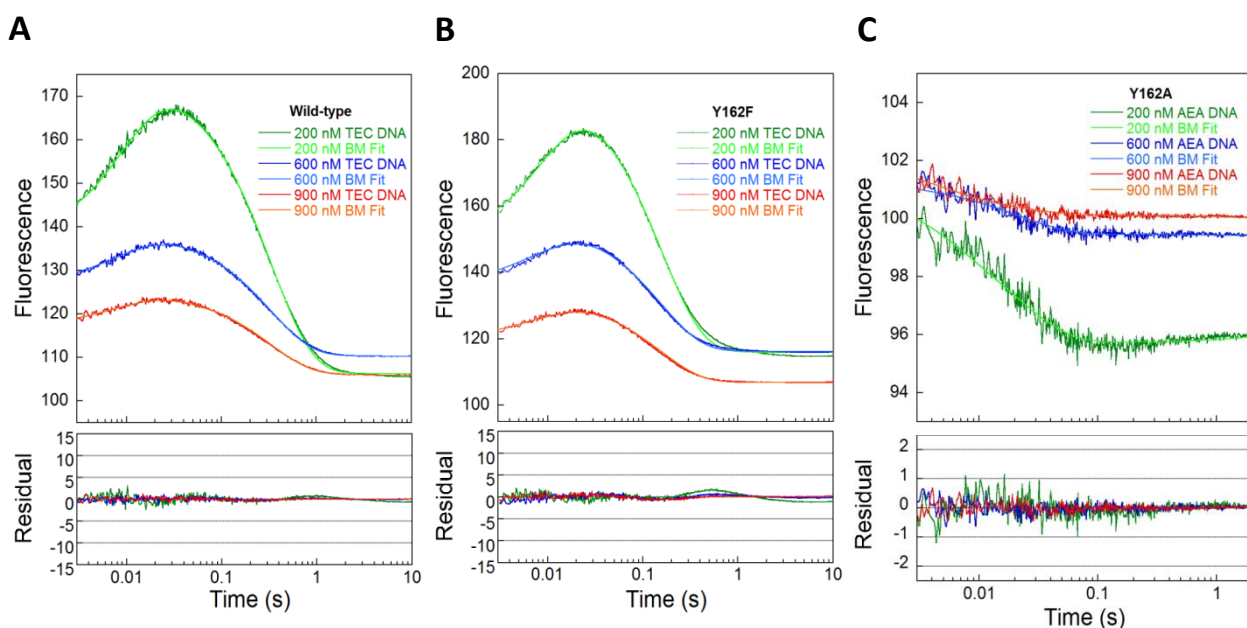 A
B
C
Fluorescence
170
160
150
140
130
120
110
100
Wild-type
200 nM TEC DNA
200 nM BM Fit
600 nM TEC DNA
600 nM BM Fit
900 nM TEC DNA
900 nM BM Fit
Residual
15
10
5
0
-5
-10
-15
0.01 0.1 1 10
Time (s)
Fluorescence
200
180
160
140
120
100
Y162F
200 nM TEC DNA
200 nM BM Fit
600 nM TEC DNA
600 nM BM Fit
900 nM TEC DNA
900 nM BM Fit
Residual
15
10
5
0
-5
-10
-15
0.01 0.1 1 10
Time (s)
Fluorescence
104
102
100
98
96
94
Y162A
200 nM AEA DNA
200 nM BM Fit
600 nM AEA DNA
600 nM BM Fit
900 nM AEA DNA
900 nM BM Fit
Residual
2
1
0
-1
-2
0.01 0.1 1
Time (s)